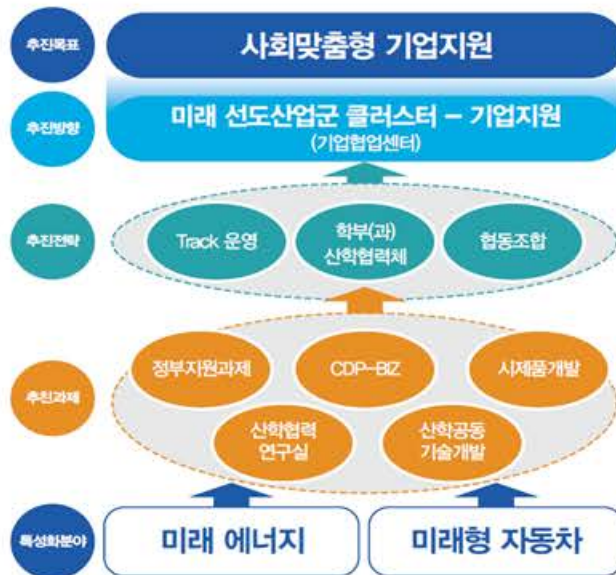 추진목표
사회맞춤형 기업지원
추진방향
미래 선도산업군 클러스터 - 기업지원
(기업협업센터)
추진전략
Track 운영
학부(과)
산학협력체
협동조합
추진과제
정부지원과제
CDP-BIZ
시제품개발
산학협력
연구실
산학공동
기술개발
특성화분야
미래 에너지
미래형 자동차